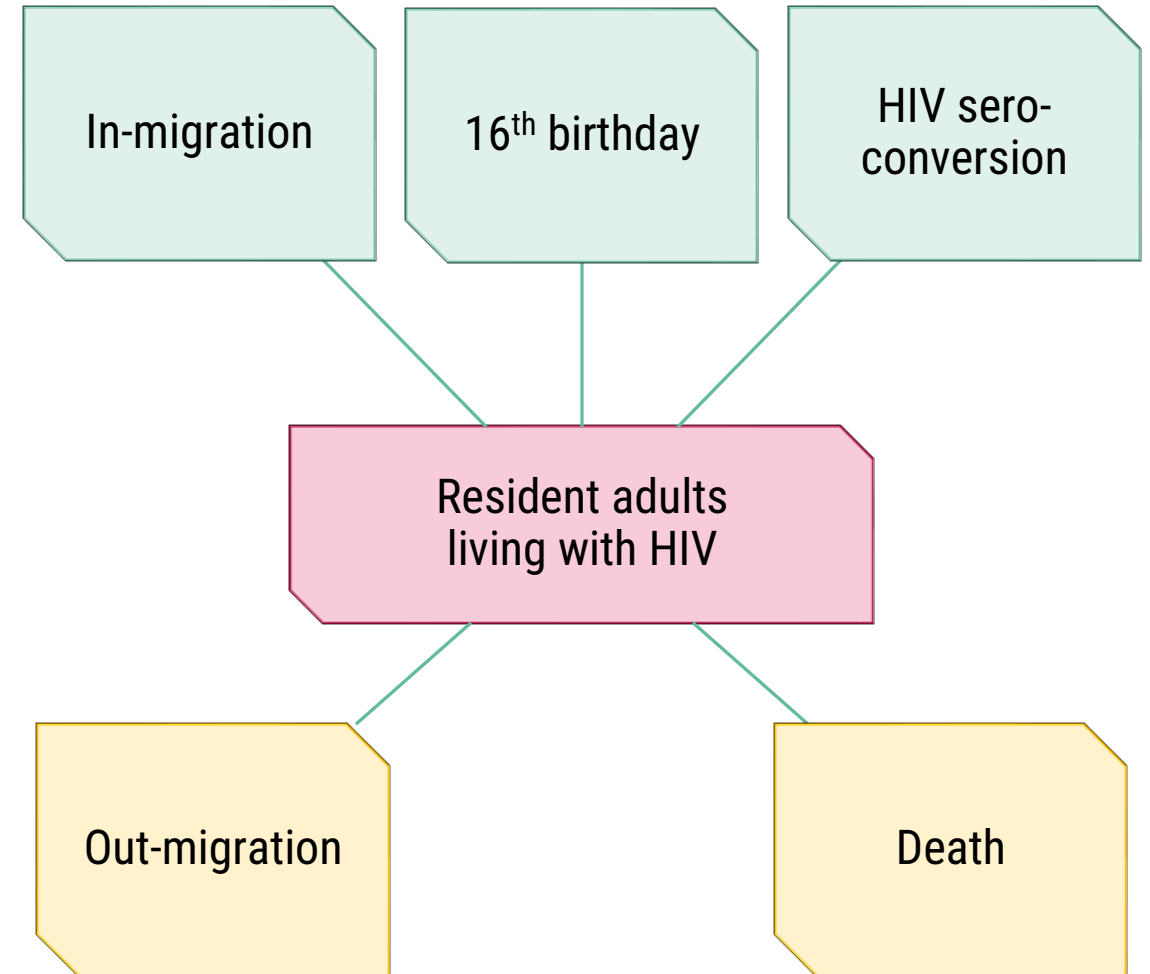 In-migration
16th birthday
HIV sero-
conversion
Resident adults
living with HIV
Out-migration
Death